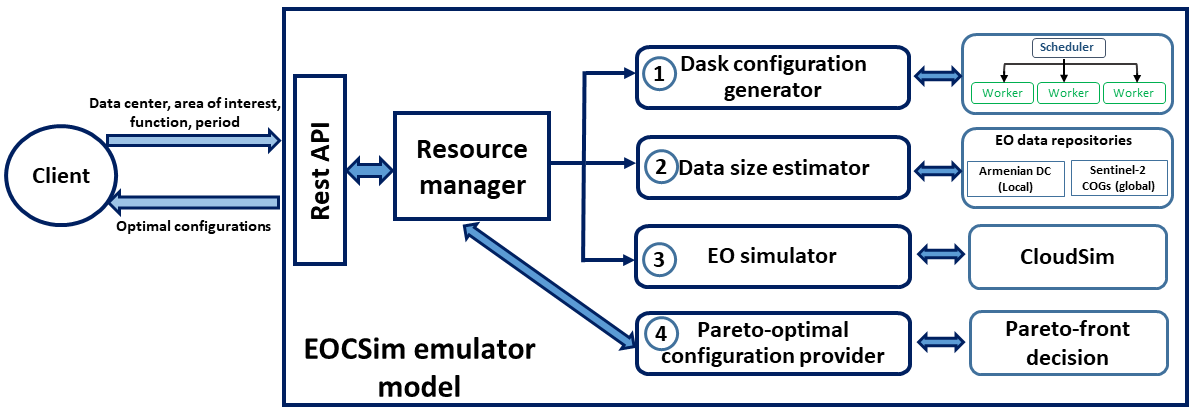 Client
Data center, area of interest,
function, period
Optimal configurations
Rest API
Resource
manager
EOCSim emulator
model
1
Dask configuration
generator
Scheduler
Worker
Worker
Worker
2
Data size estimator
EO data repositories
Armenian DC
(Local)
Sentinel-2
COGs (global)
3
EO simulator
CloudSim
4
Pareto-optimal
configuration provider
Pareto-front
decision